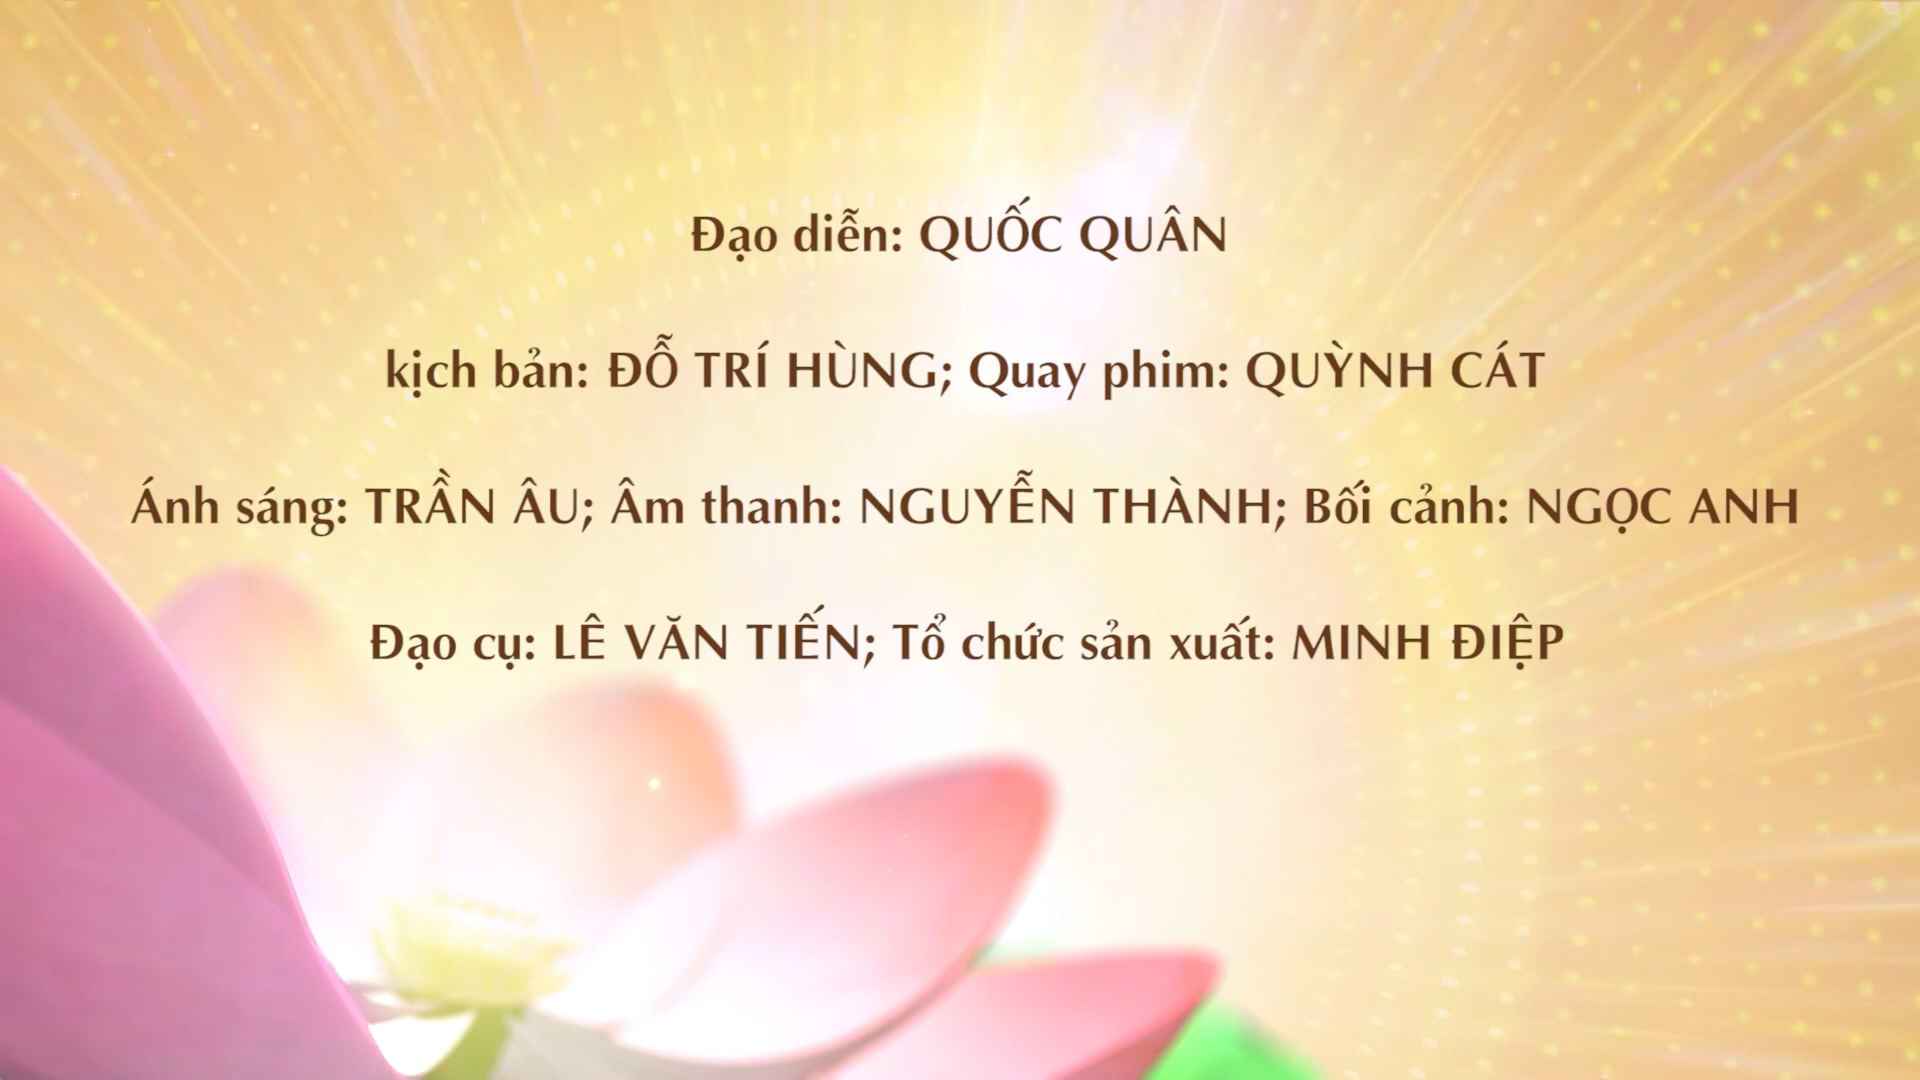 Đạo diễn: QUỐC QUÂN
kịch bản: ĐỖ TRÍ HÙNG; Quay phim: QUỲNH CÁT
Ánh sáng: TRẦN ÂU; Âm thanh: NGUYỄN THÀNH; Bối cảnh: NGỌC ANH
Đạo cụ: LÊ VĂN TIẾN; Tổ chức sản xuất: MINH ĐIỆP